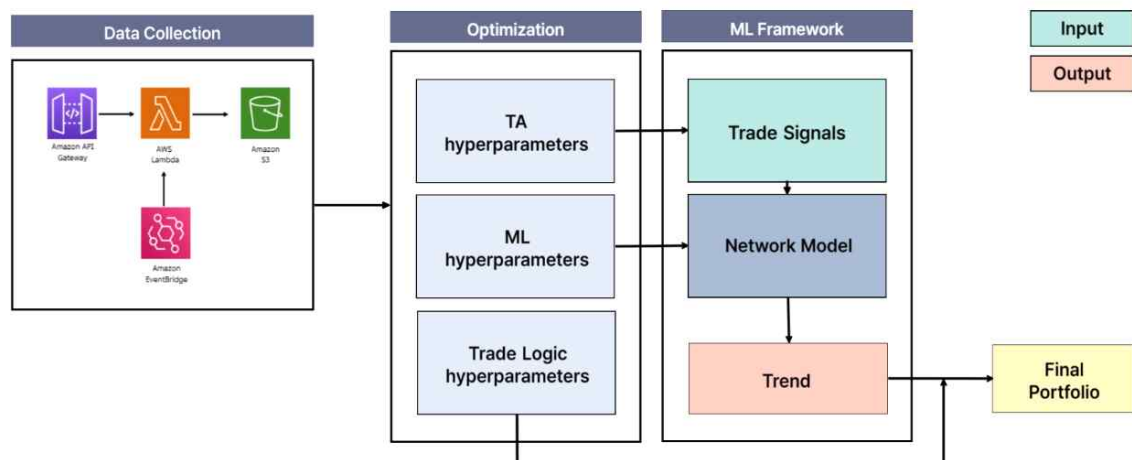 Data Collection
Amazon API
Gateway
AWS
Lambda
Amazon
S3
Amazon
EventBridge
Optimization
TA
hyperparameters
ML
hyperparameters
Trade Logic
hyperparameters
ML Framework
Trade Signals
Network Model
Trend
Input
Output
Final
Portfolio